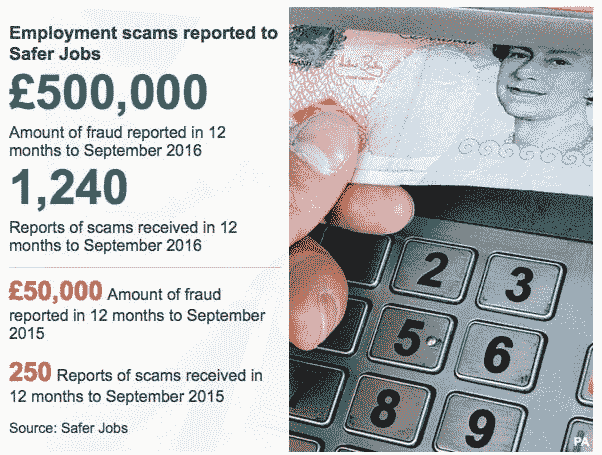 Employment scams reported to
Safer Jobs
£500,000
Amount of fraud reported in 12
months to September 2016
1,240
Reports of scams received in 12
months to September 2016
£50,000 Amount of fraud
reported in 12 months to September
2015
250 Reports of scams received in
12 months to September 2015
Source: Safer Jobs
2
3
5
6
8
9
PA